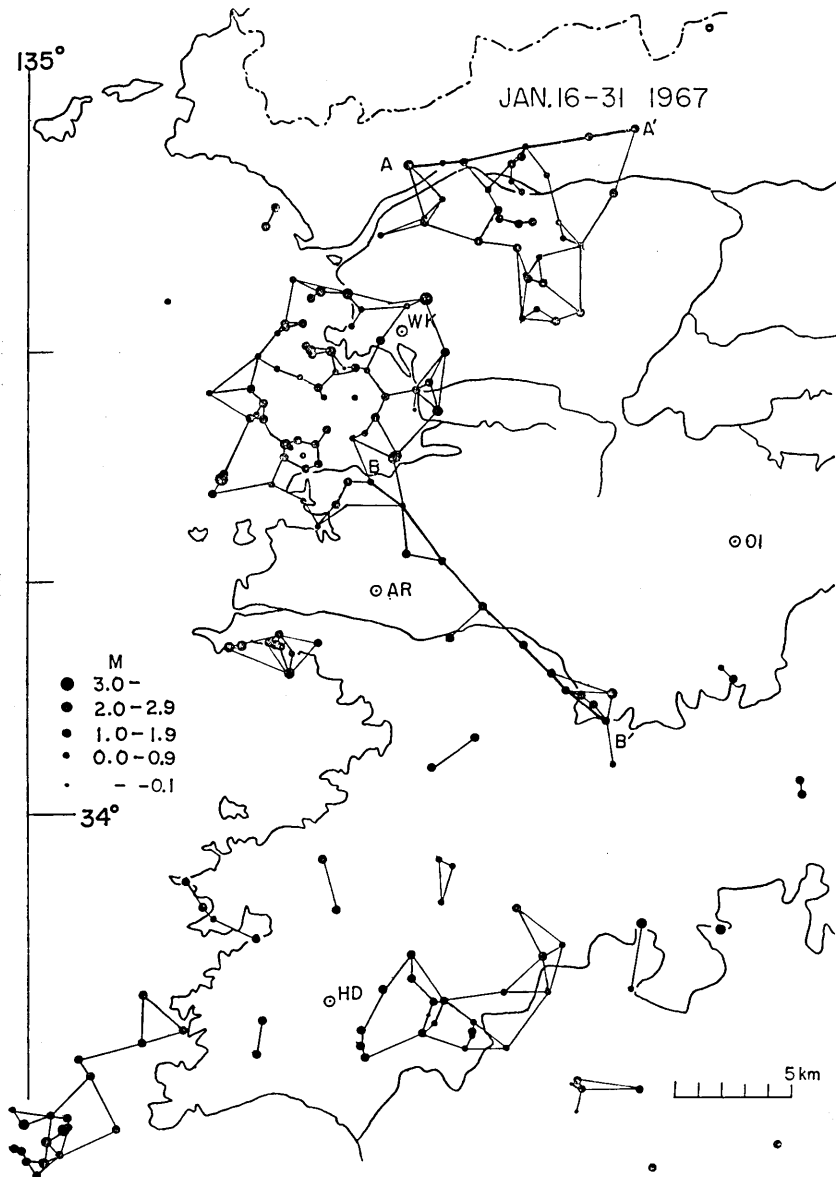 135°
JAN. 16-31 1967
A
A'
WK
B
OI
AR
M
3.0 -
2.0-2.9
1.0-1.9
0.0-0.9
- -0.1
B'
34°
HD
5 km